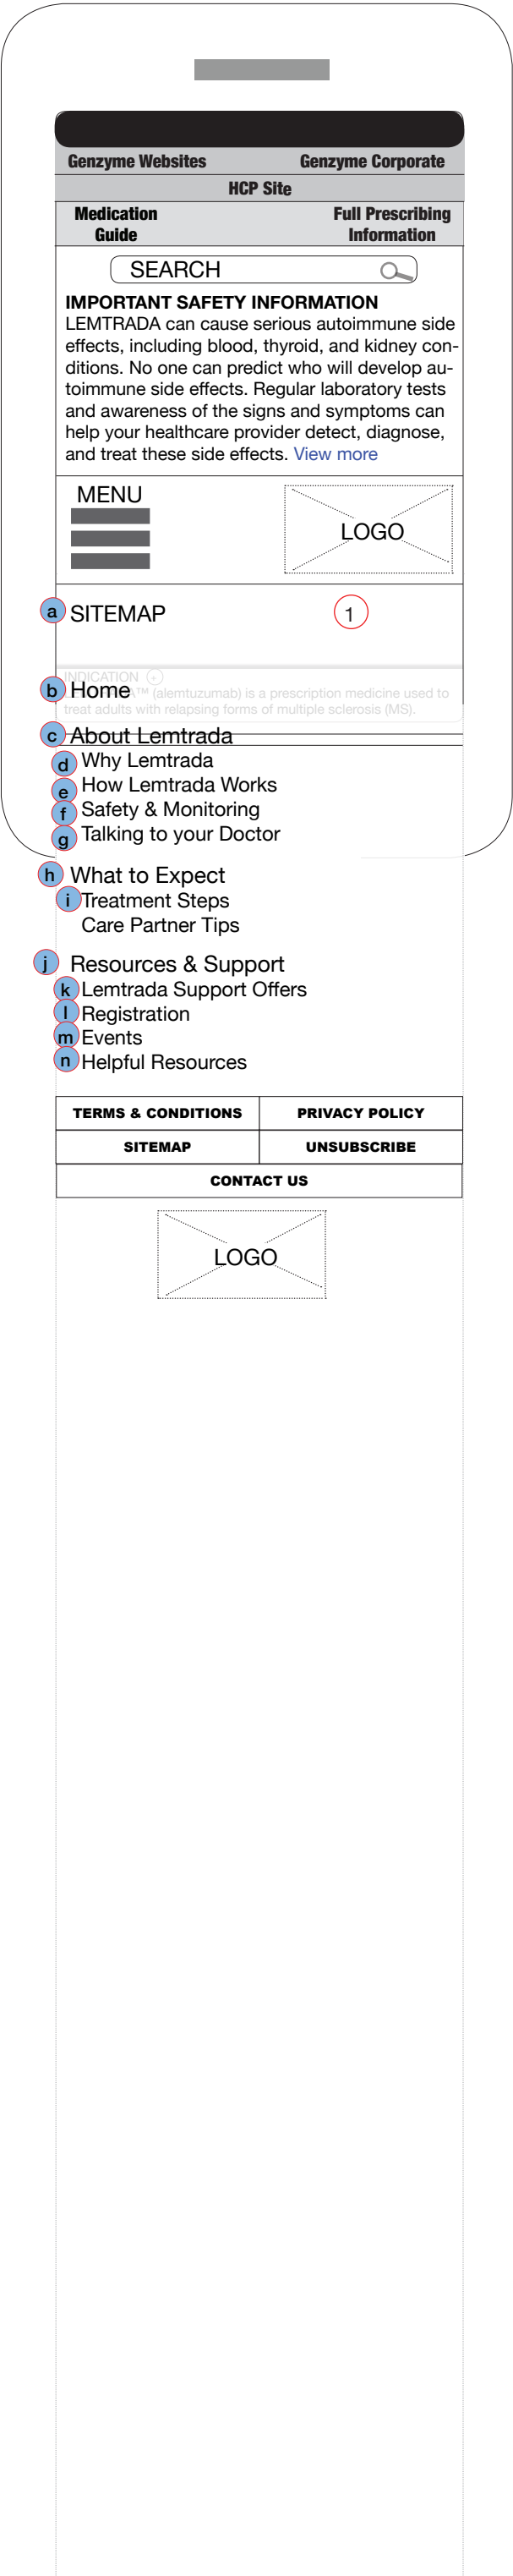 Genzyme Websites Genzyme Corporate
HCP Site
Medication Guide Full Prescribing Information
SEARCH
IMPORTANT SAFETY INFORMATION
LEMTRADA can cause serious autoimmune side
effects, including blood, thyroid, and kidney con-
ditions. No one can predict who will develop au-
toimmune side effects. Regular laboratory tests
and awareness of the signs and symptoms can
help your healthcare provider detect, diagnose,
and treat these side effects. View more
MENU
LOGO
a SITEMAP 1
INDICATION +
b Home
™ (alemtuzumab) is a prescription medicine used to
treat adults with relapsing forms of multiple sclerosis (MS).
c About Lemtrada
d Why Lemtrada
e How Lemtrada Works
f Safety & Monitoring
g Talking to your Doctor
h What to Expect
i Treatment Steps
Care Partner Tips
j Resources & Support
k Lemtrada Support Offers
l Registration
m Events
n Helpful Resources
TERMS & CONDITIONS PRIVACY POLICY
SITEMAP UNSUBSCRIBE
CONTACT US
LOGO